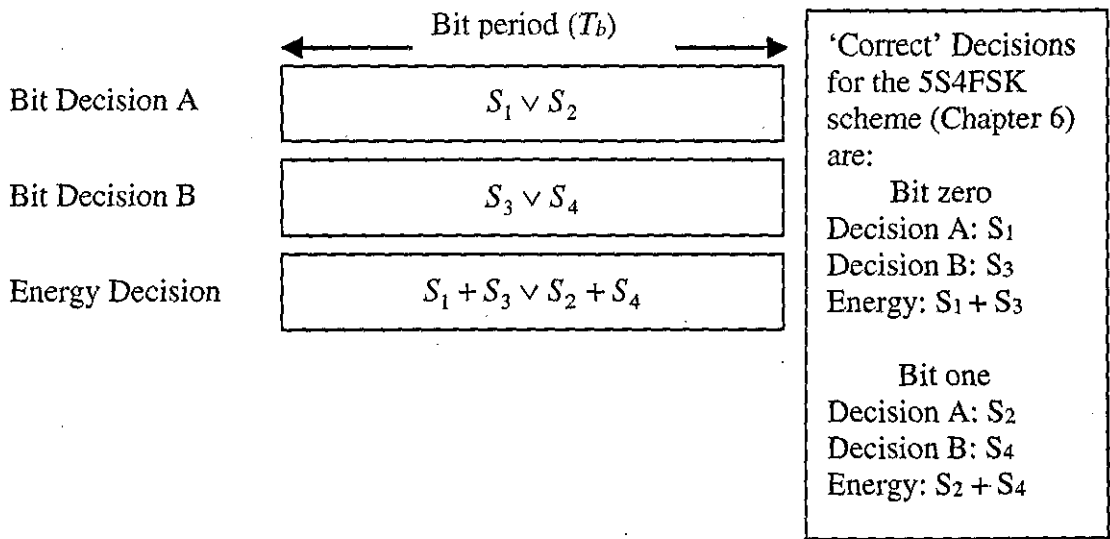 Bit period (T_b)
Bit Decision A
S₁ ∨ S₂
Bit Decision B
S₃ ∨ S₄
Energy Decision
S₁ + S₃ ∨ S₂ + S₄
‘Correct’ Decisions
for the 5S4FSK
scheme (Chapter 6)
are:
Bit zero
Decision A: S₁
Decision B: S₃
Energy: S₁ + S₃
Bit one
Decision A: S₂
Decision B: S₄
Energy: S₂ + S₄